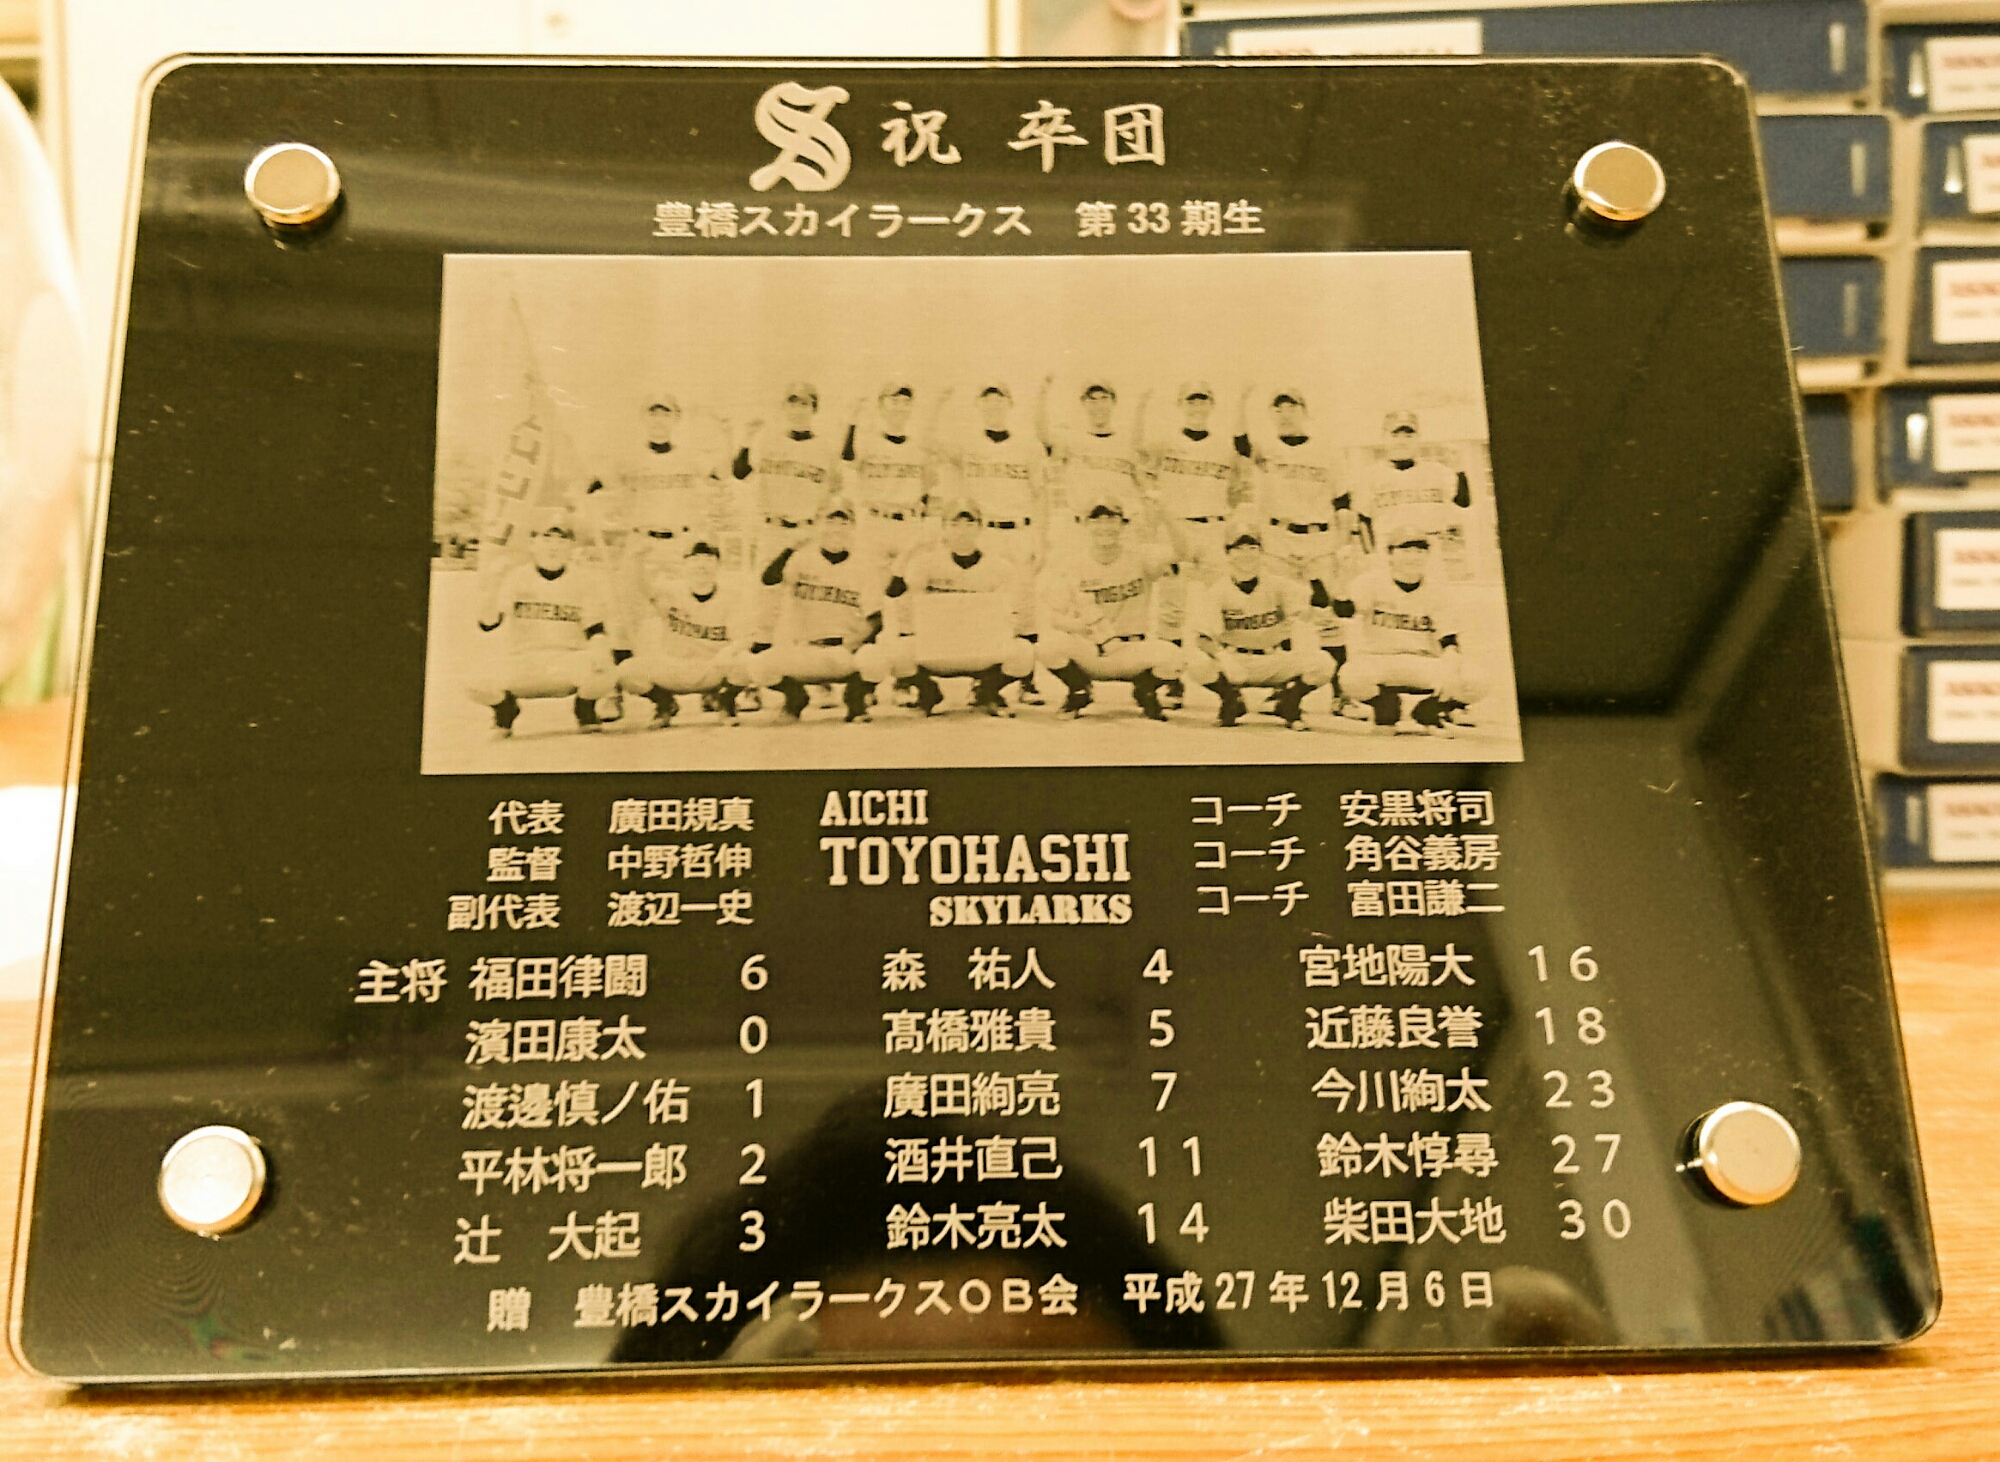 S 祝 卒団
豊橋スカイラークス 第33期生
代表 廣田規真
監督 中野哲伸
副代表 渡辺一史
AICHI
TOYOHASHI
SKYLARKS
コーチ 安黒将司
コーチ 角谷義房
コーチ 富田謙二
主将 福田律闘 6 森 祐人 4 宮地陽大 16
濱田康太 0 髙橋雅貴 5 近藤良誉 18
渡邊慎ノ佑 1 廣田絢亮 7 今川絢太 23
平林将一郎 2 酒井直己 11 鈴木惇尋 27
辻 大起 3 鈴木亮太 14 柴田大地 30
贈 豊橋スカイラークスOB会 平成27年12月6日